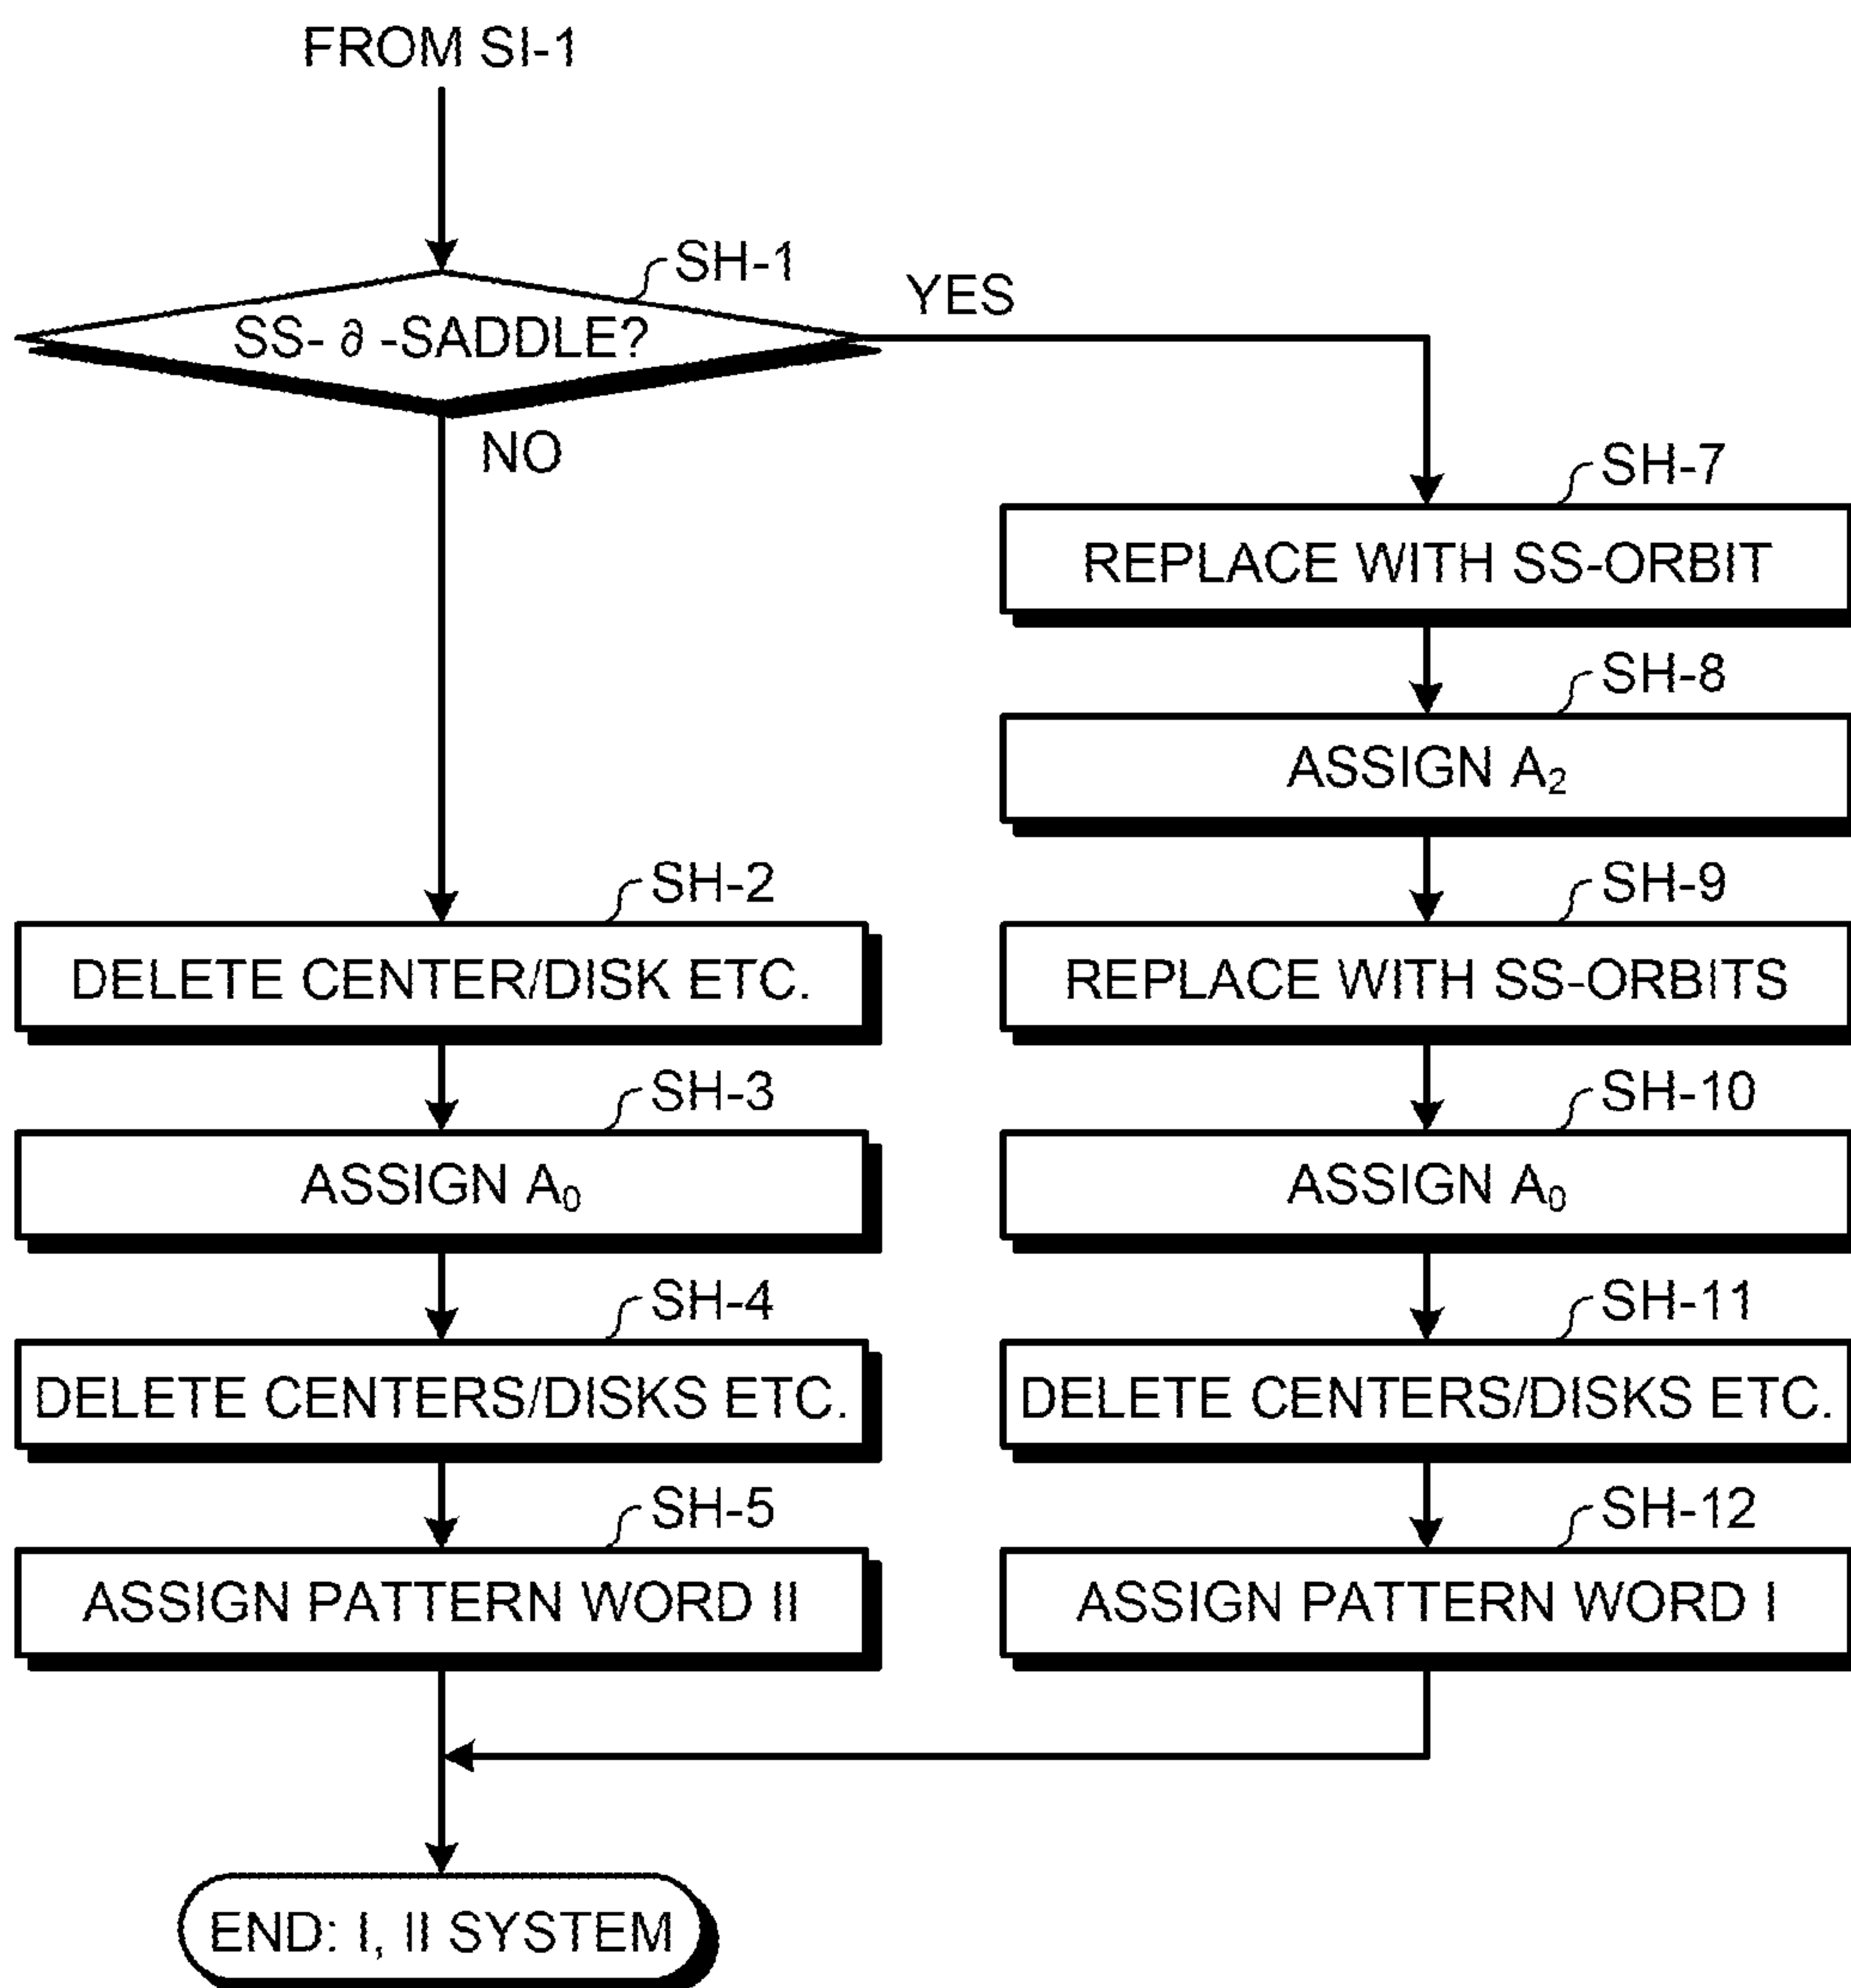 FROM SI-1
SH-1
SS- ∂ -SADDLE?
YES
NO
SH-7
REPLACE WITH SS-ORBIT
SH-8
ASSIGN A₂
SH-2
DELETE CENTER/DISK ETC.
SH-9
REPLACE WITH SS-ORBITS
SH-3
ASSIGN A₀
SH-10
ASSIGN A₀
SH-4
DELETE CENTERS/DISKS ETC.
SH-11
DELETE CENTERS/DISKS ETC.
SH-5
ASSIGN PATTERN WORD II
SH-12
ASSIGN PATTERN WORD I
END: I, II SYSTEM